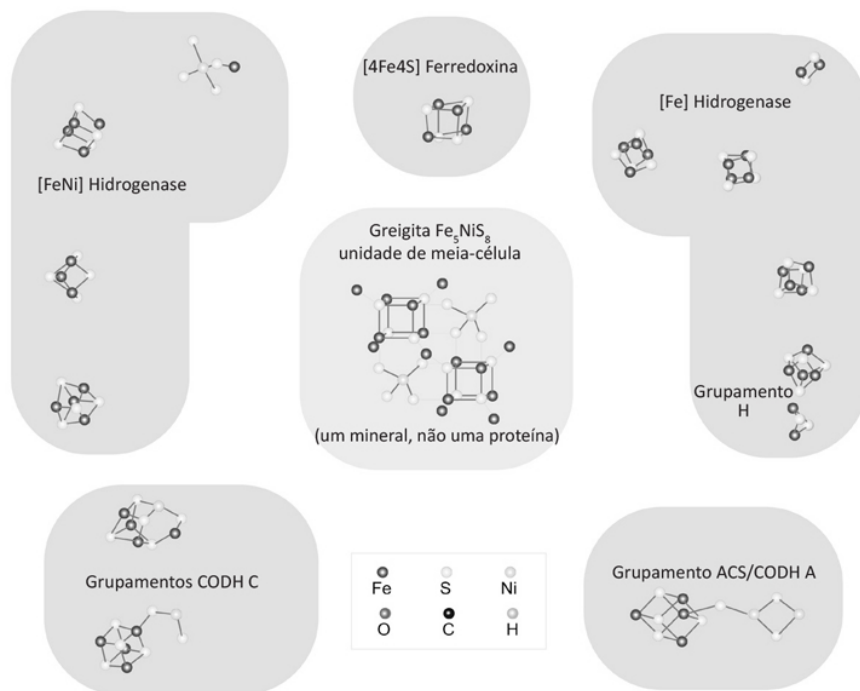 [4Fe4S] Ferredoxina
[Fe] Hidrogenase
[FeNi] Hidrogenase
Greigita Fe₅NiS₈
unidade de meia-célula
(um mineral, não uma proteína)
Grupamento
H
Grupamentos CODH C
Fe S Ni
O C H
Grupamento ACS/CODH A